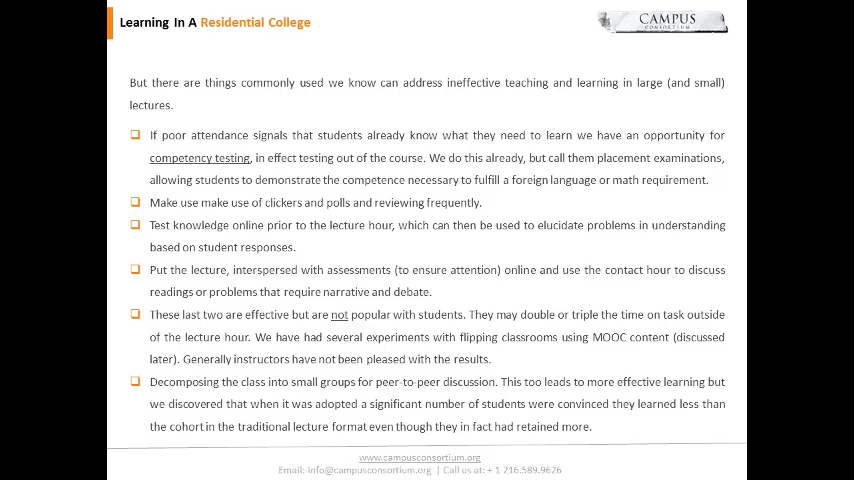 Learning In A Residential College
CAMPUS
CONSORTIUM
But there are things commonly used we know can address ineffective teaching and learning in large (and small)
lectures.
If poor attendance signals that students already know what they need to learn we have an opportunity for
competency testing, in effect testing out of the course. We do this already, but call them placement examinations,
allowing students to demonstrate the competence necessary to fulfill a foreign language or math requirement.
Make use make use of clickers and polls and reviewing frequently.
Test knowledge online prior to the lecture hour, which can then be used to elucidate problems in understanding
based on student responses.
Put the lecture, interspersed with assessments (to ensure attention) online and use the contact hour to discuss
readings or problems that require narrative and debate.
These last two are effective but are not popular with students. They may double or triple the time on task outside
of the lecture hour. We have had several experiments with flipping classrooms using MOOC content (discussed
later). Generally instructors have not been pleased with the results.
Decomposing the class into small groups for peer-to-peer discussion. This too leads to more effective learning but
we discovered that when it was adopted a significant number of students were convinced they learned less than
the cohort in the traditional lecture format even though they in fact had retained more.
www.campusconsortium.org
Email: info@campusconsortium.org | Call us at: + 1 216.589.9626